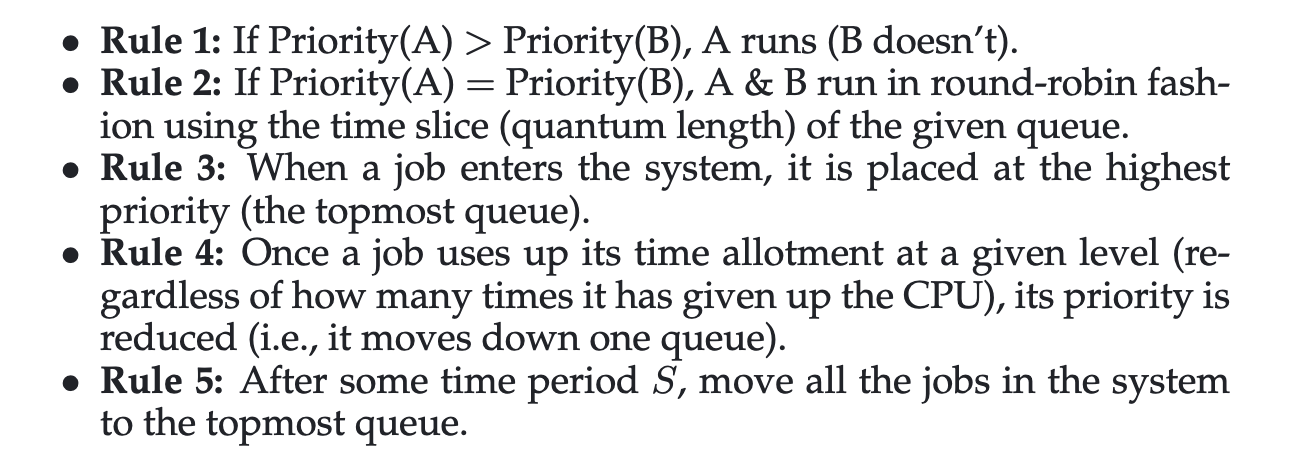 • Rule 1: If Priority(A) > Priority(B), A runs (B doesn't).
• Rule 2: If Priority(A) = Priority(B), A & B run in round-robin fash-
ion using the time slice (quantum length) of the given queue.
• Rule 3: When a job enters the system, it is placed at the highest
priority (the topmost queue).
• Rule 4: Once a job uses up its time allotment at a given level (re-
gardless of how many times it has given up the CPU), its priority is
reduced (i.e., it moves down one queue).
• Rule 5: After some time period S, move all the jobs in the system
to the topmost queue.